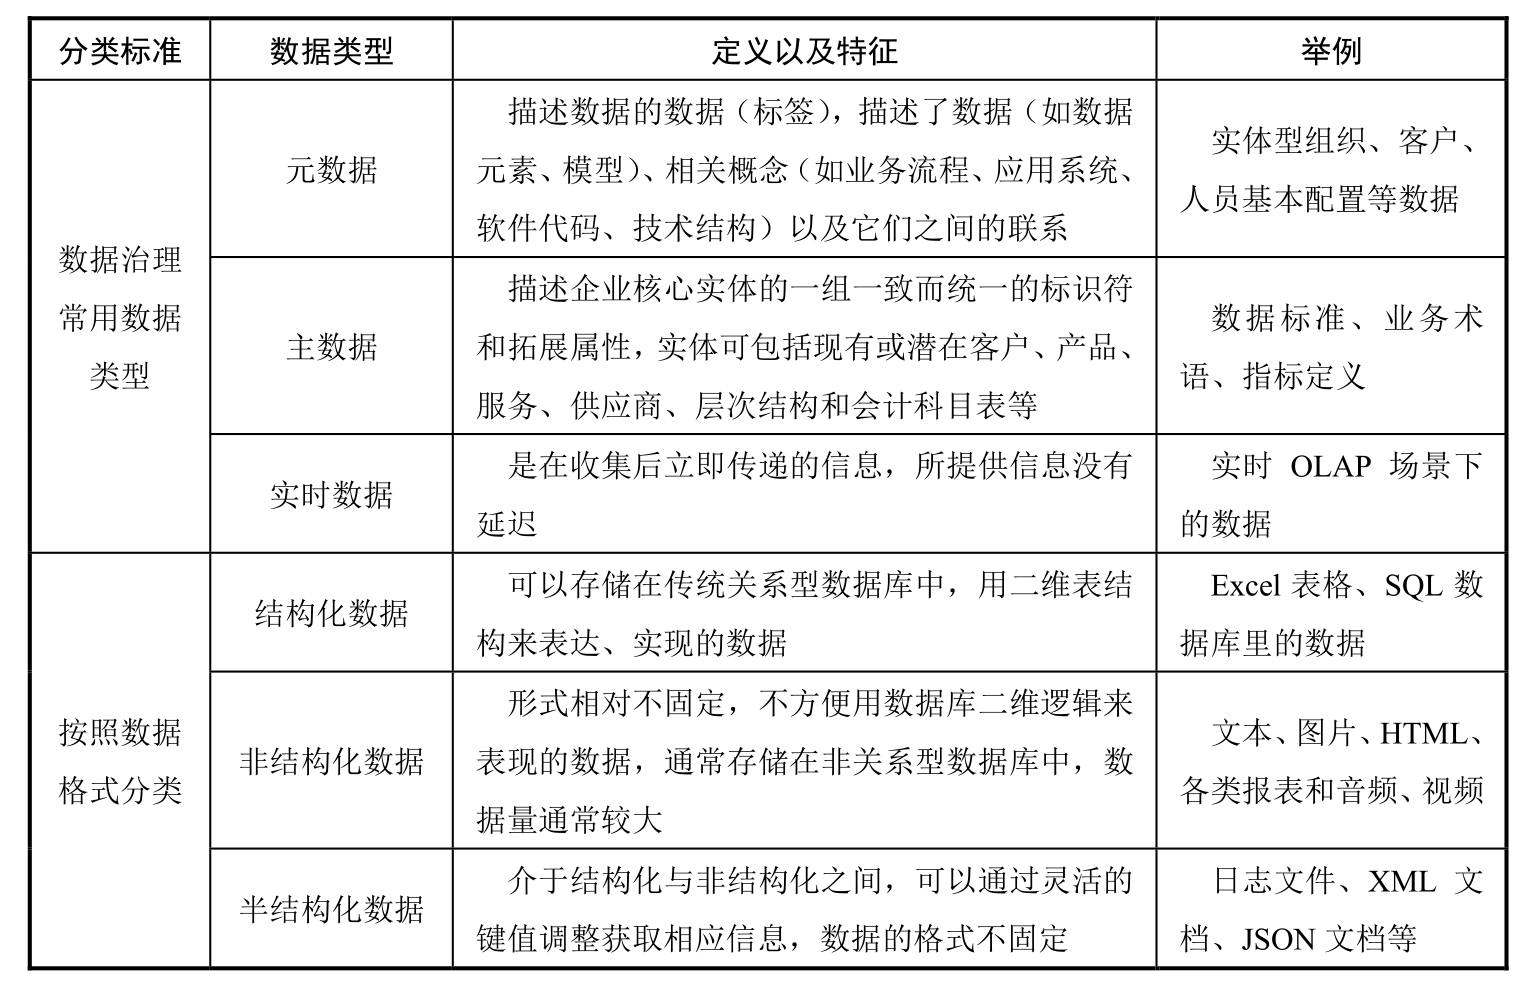 分类标准 数据类型 定义以及特征 举例
数据治理
常用数据
类型
元数据
描述数据的数据（标签），描述了数据（如数据
元素、模型）、相关概念（如业务流程、应用系统、
软件代码、技术结构）以及它们之间的联系
实体型组织、客户、
人员基本配置等数据
主数据
描述企业核心实体的一组一致而统一的标识符
和拓展属性，实体可包括现有或潜在客户、产品、
服务、供应商、层次结构和会计科目表等
数据标准、业务术
语、指标定义
实时数据
是在收集后立即传递的信息，所提供信息没有
延迟
实时 OLAP 场景下
的数据
按照数据
格式分类
结构化数据
可以存储在传统关系型数据库中，用二维表结
构来表达、实现的数据
Excel 表格、SQL 数
据库里的数据
非结构化数据
形式相对不固定，不方便用数据库二维逻辑来
表现的数据，通常存储在非关系型数据库中，数
据量通常较大
文本、图片、HTML、
各类报表和音频、视频
半结构化数据
介于结构化与非结构化之间，可以通过灵活的
键值调整获取相应信息，数据的格式不固定
日志文件、XML 文
档、JSON 文档等